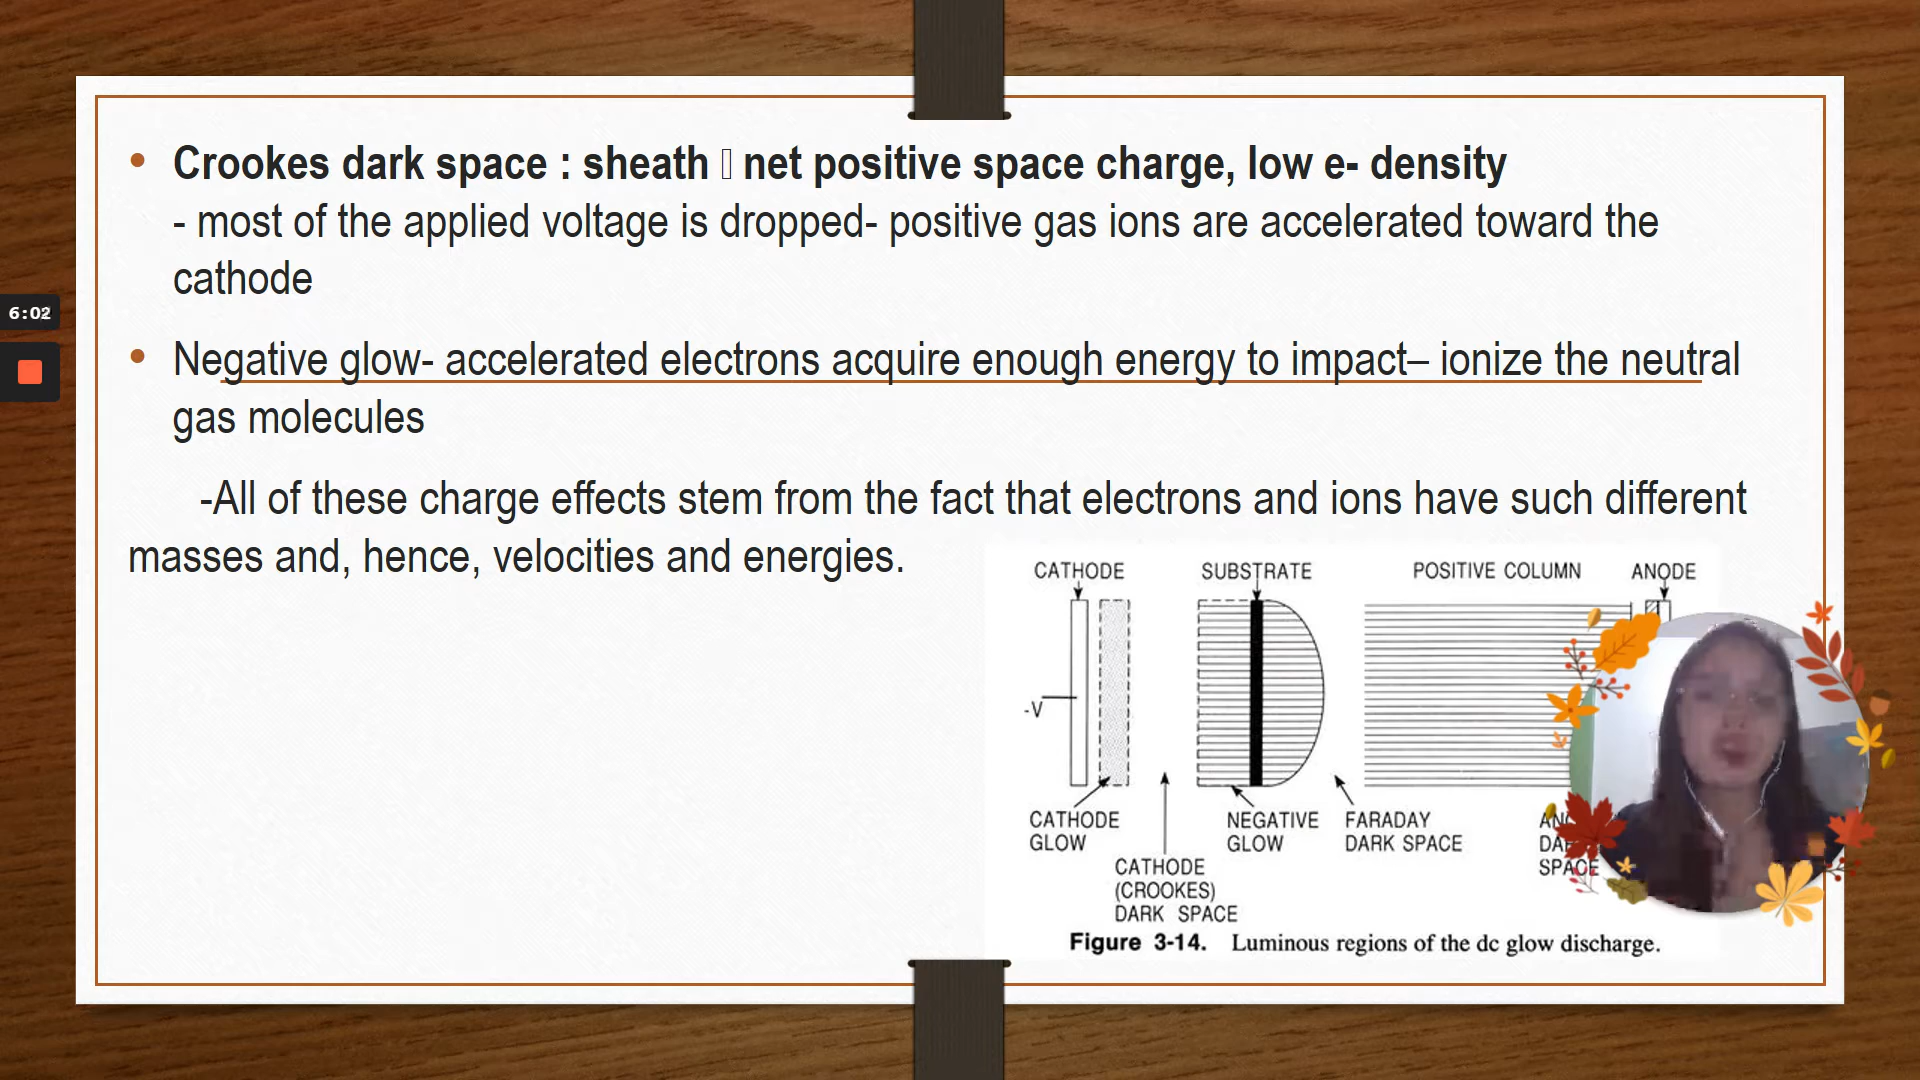 Crookes dark space : sheath  net positive space charge, low e- density
- most of the applied voltage is dropped- positive gas ions are accelerated toward the
cathode
6:02
Negative glow- accelerated electrons acquire enough energy to impact– ionize the neutral
gas molecules
-All of these charge effects stem from the fact that electrons and ions have such different
masses and, hence, velocities and energies.
CATHODE SUBSTRATE POSITIVE COLUMN ANODE
-V
CATHODE
GLOW
NEGATIVE
GLOW
FARADAY
DARK SPACE
SPACE
CATHODE
(CROOKES)
DARK SPACE
Figure 3-14. Luminous regions of the dc glow discharge.